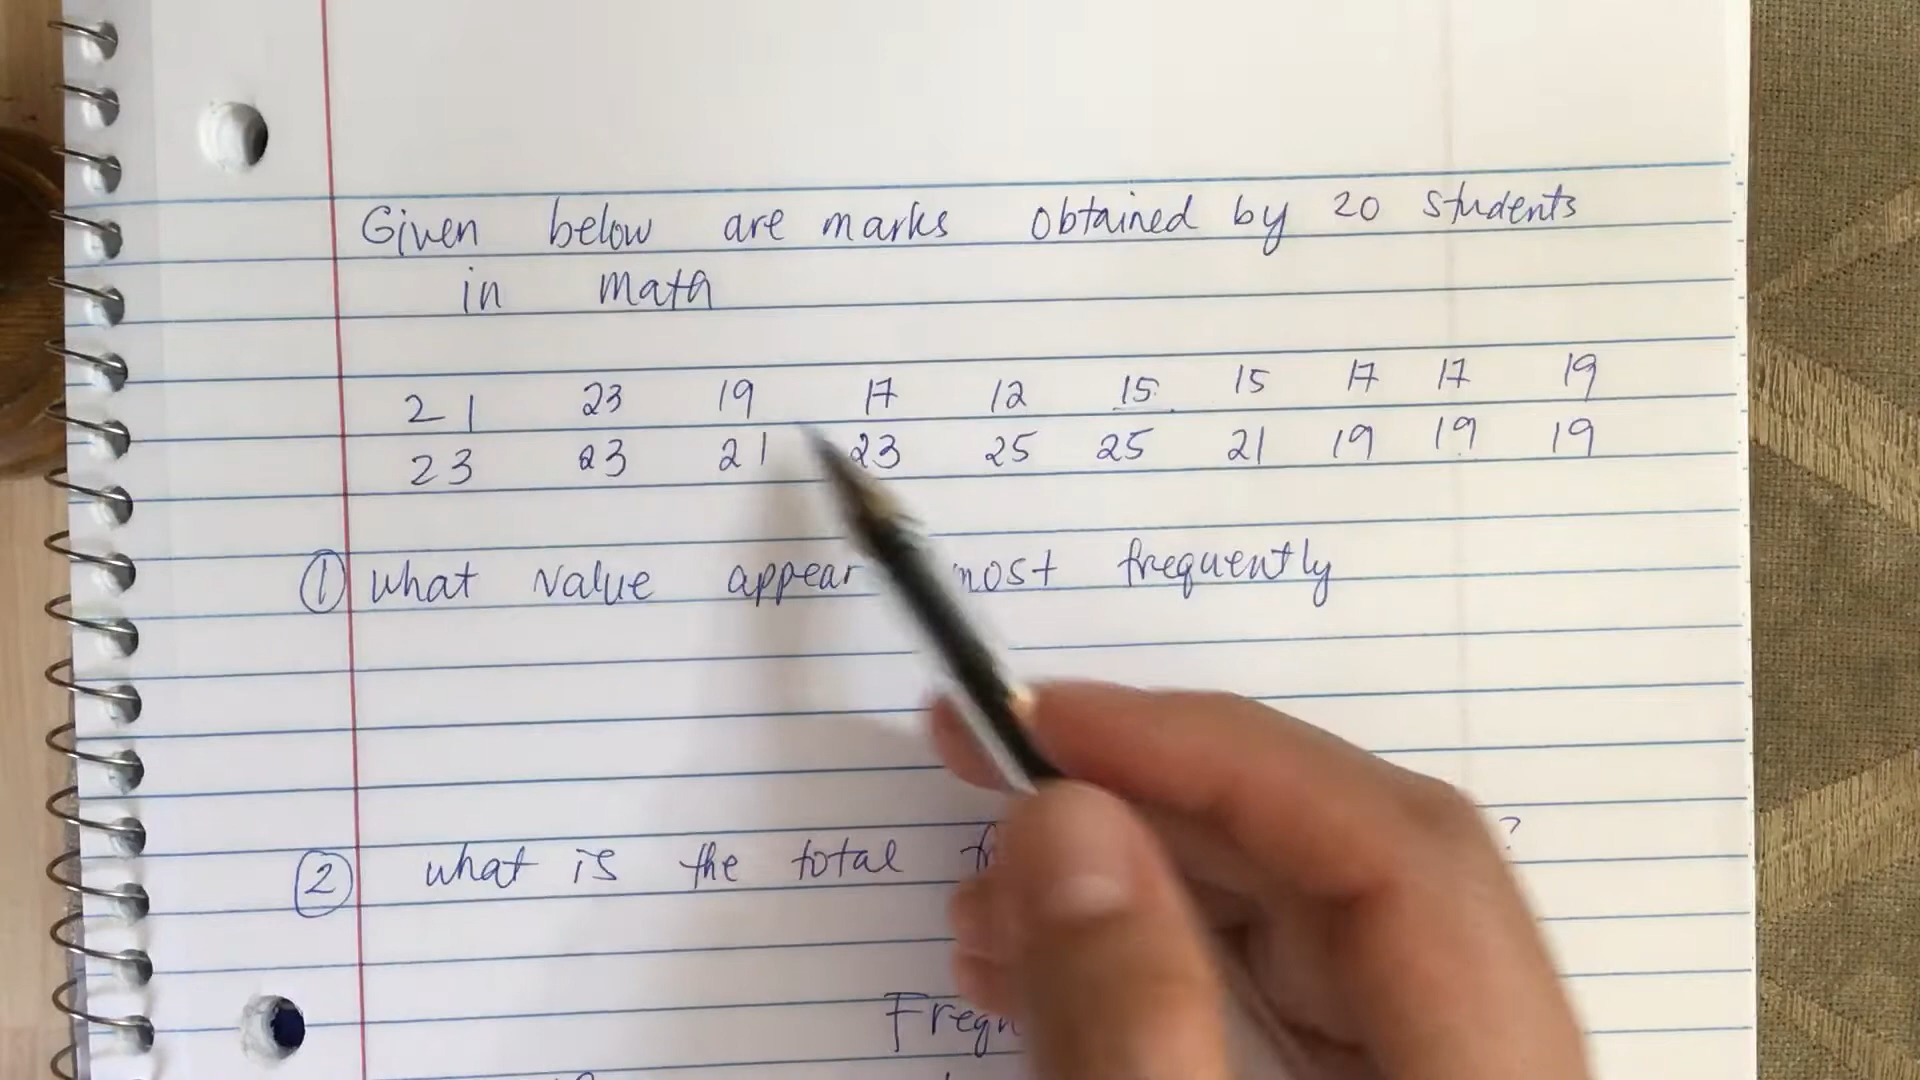 Given below are marks obtained by 20 students
in math
21 23 19 17 12 15 15 17 17 19
23 23 21 23 25 25 21 19 19 19
① what value appear most frequently
② what is the total ?